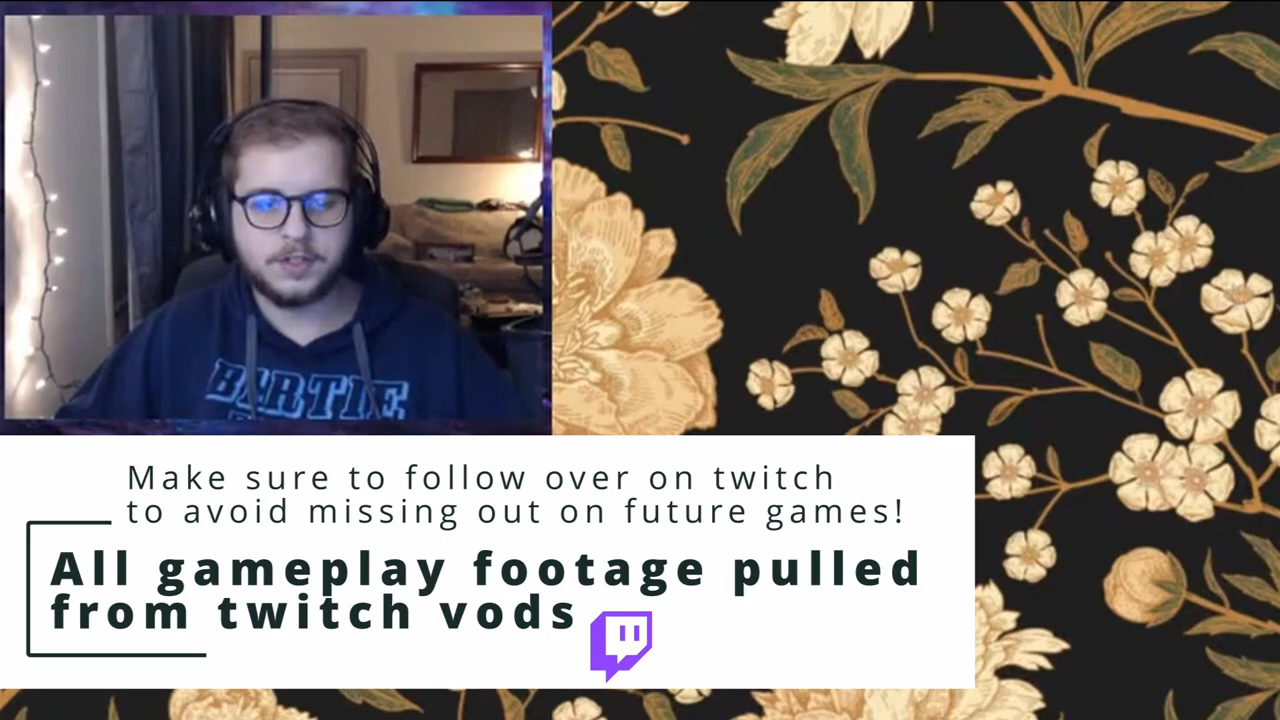 BERTIE
Make sure to follow over on twitch
to avoid missing out on future games!
All gameplay footage pulled
from twitch vods